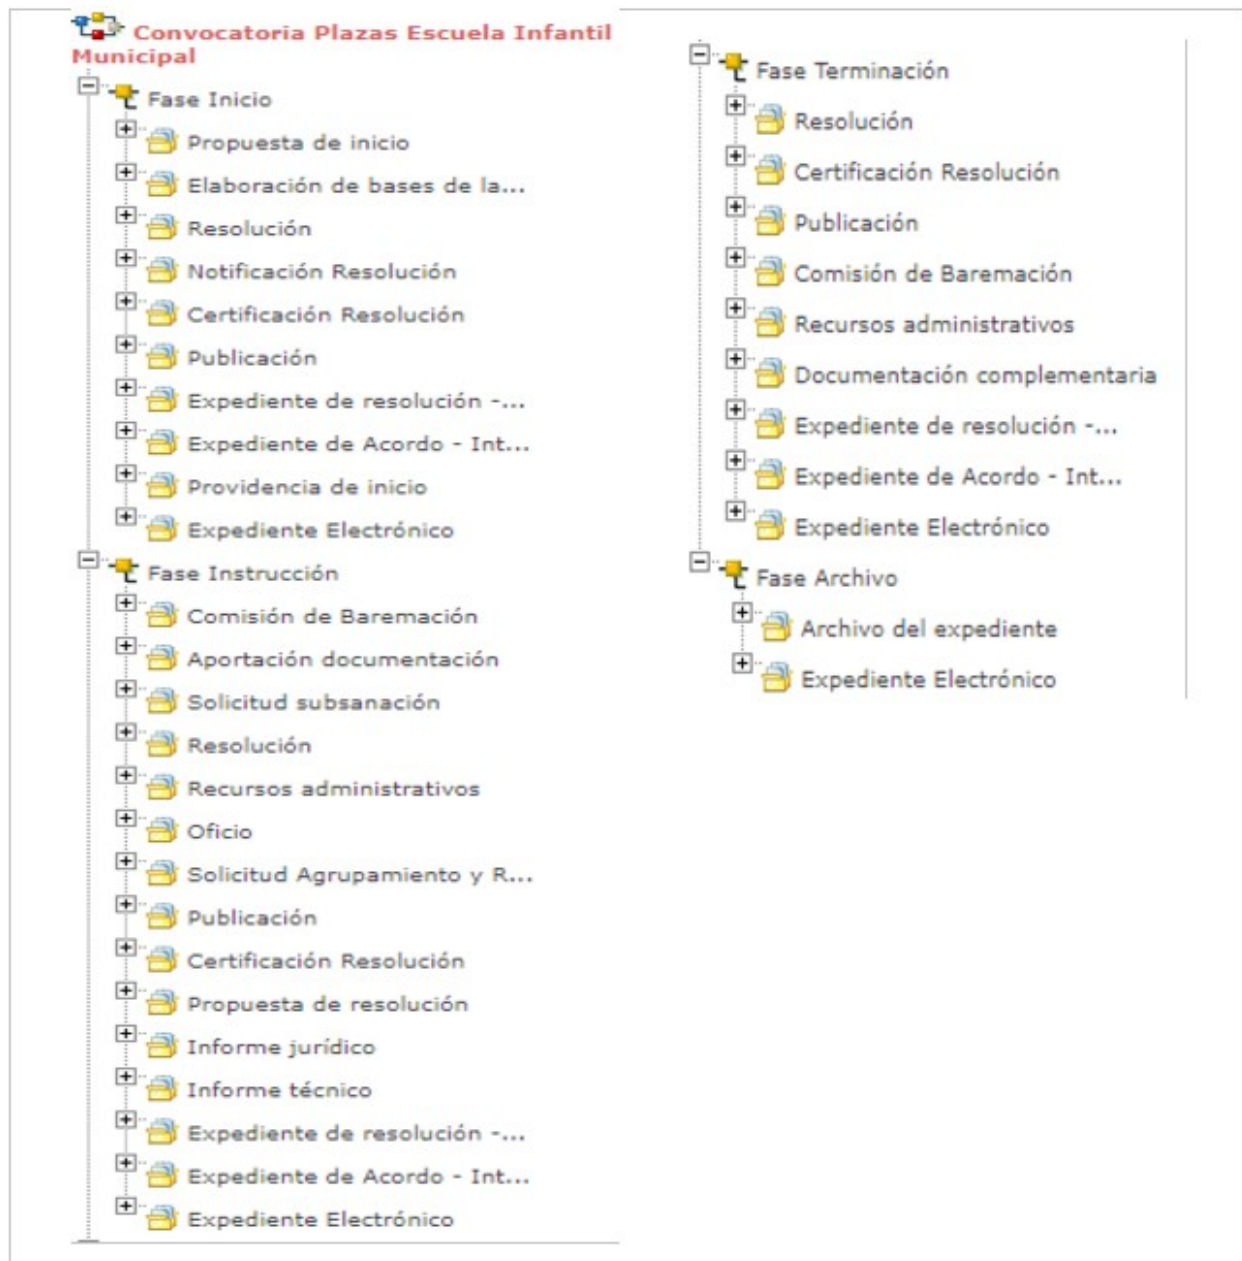 Convocatoria Plazas Escuela Infantil
Municipal
Fase Inicio
Propuesta de inicio
Elaboración de bases de la...
Resolución
Notificación Resolución
Certificación Resolución
Publicación
Expediente de resolución -...
Expediente de Acordo - Int...
Providencia de inicio
Expediente Electrónico
Fase Instrucción
Comisión de Baremación
Aportación documentación
Solicitud subsanación
Resolución
Recursos administrativos
Oficio
Solicitud Agrupamiento y R...
Publicación
Certificación Resolución
Propuesta de resolución
Informe jurídico
Informe técnico
Expediente de resolución -...
Expediente de Acordo - Int...
Expediente Electrónico
Fase Terminación
Resolución
Certificación Resolución
Publicación
Comisión de Baremación
Recursos administrativos
Documentación complementaria
Expediente de resolución -...
Expediente de Acordo - Int...
Expediente Electrónico
Fase Archivo
Archivo del expediente
Expediente Electrónico